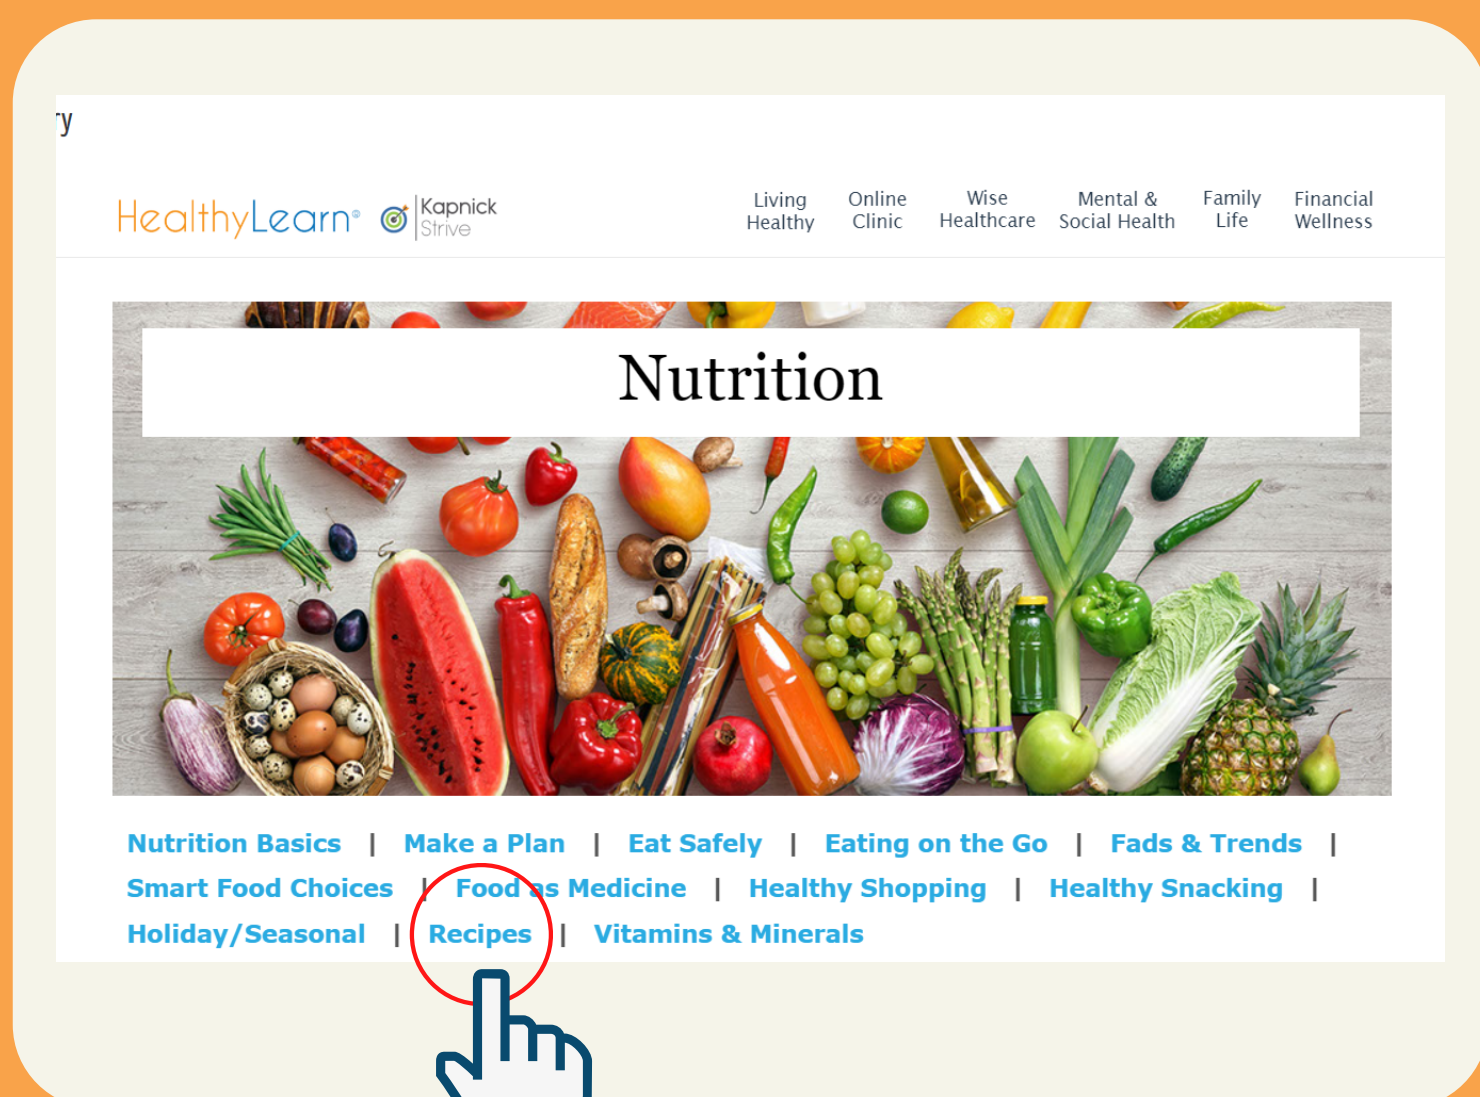 ry
HealthyLearn®
Kapnick
Strive
Living
Healthy
Online
Clinic
Wise
Healthcare
Mental &
Social Health
Family
Life
Financial
Wellness
Nutrition
Nutrition Basics | Make a Plan | Eat Safely | Eating on the Go | Fads & Trends |
Smart Food Choices | Food as Medicine | Healthy Shopping | Healthy Snacking |
Holiday/Seasonal | Recipes | Vitamins & Minerals